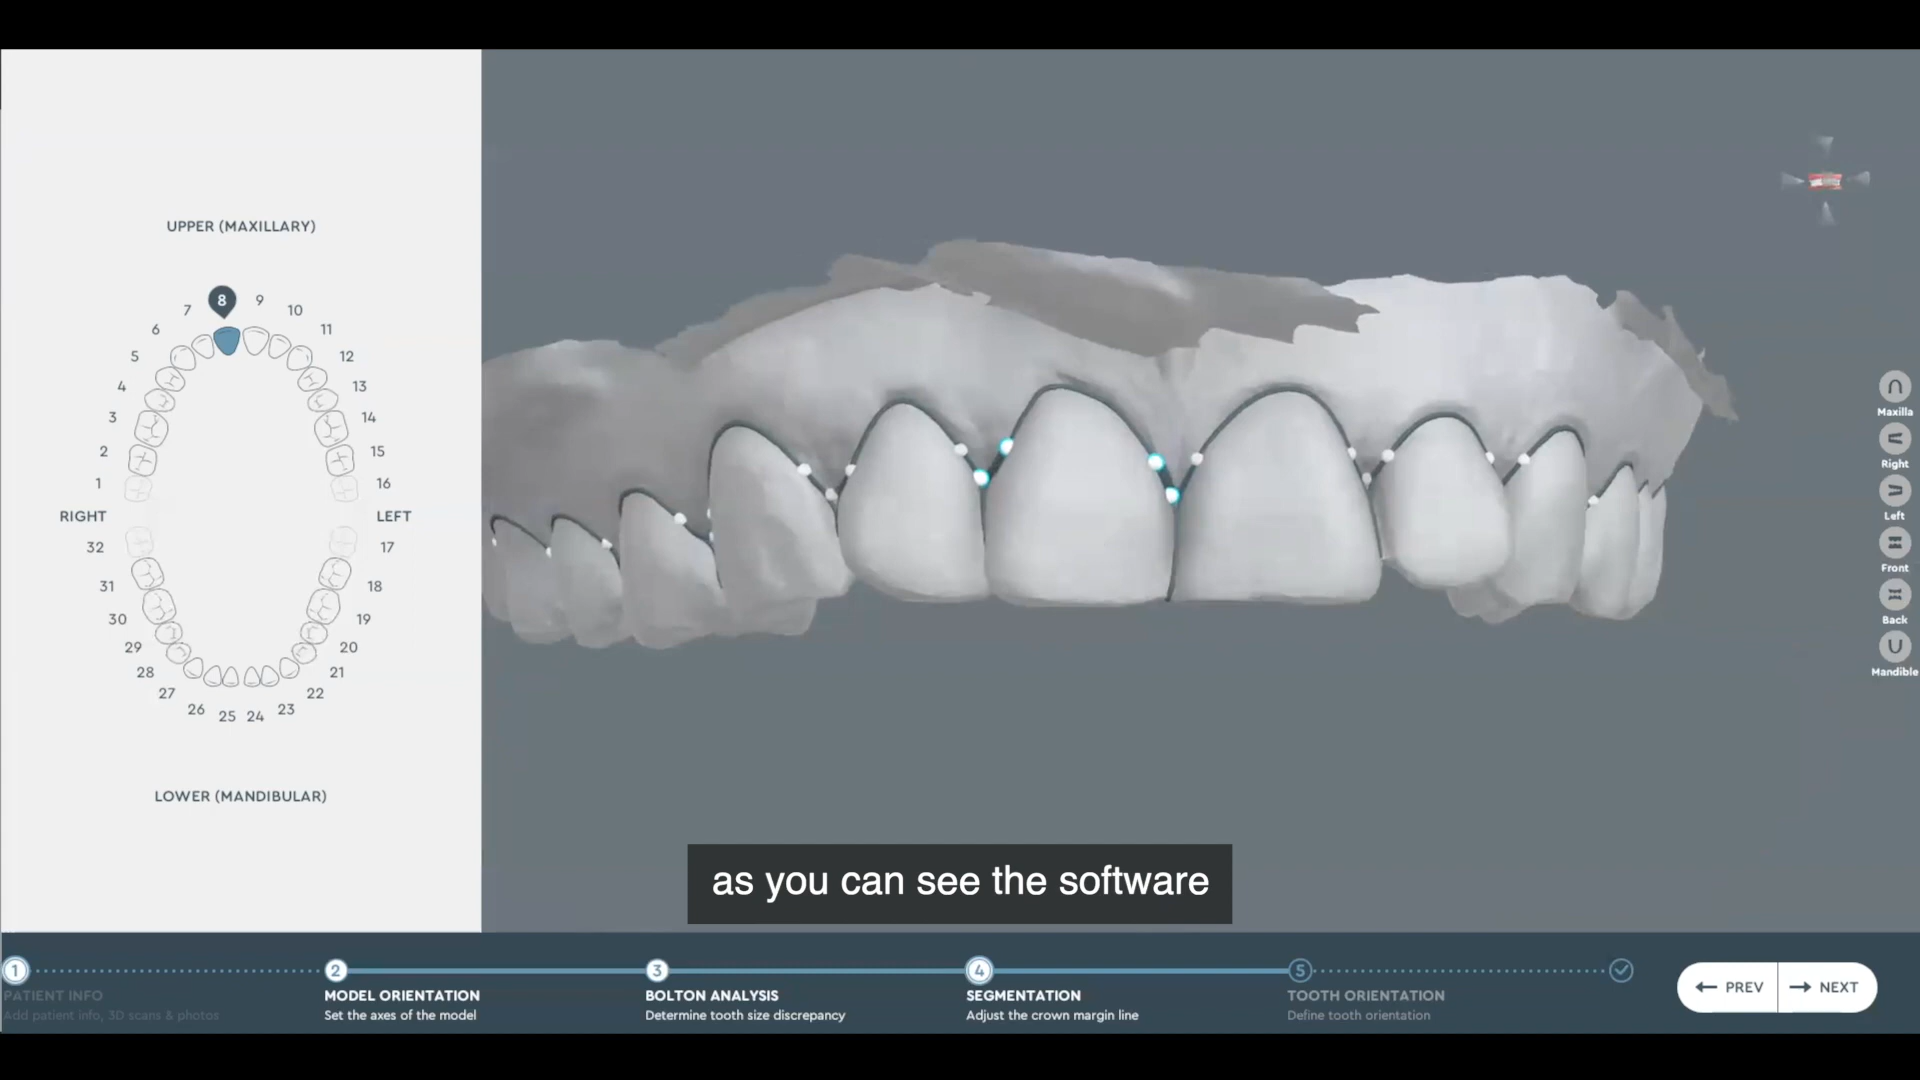 UPPER (MAXILLARY)
8
9
7
10
6
11
5
12
4
13
3
14
2
15
1
16
RIGHT
LEFT
32
17
31
18
30
19
29
20
28
21
27
22
26
25
24
23
LOWER (MANDIBULAR)
Maxilla
Right
Left
Front
Back
Mandible
as you can see the software
1
PATIENT INFO
Add patient info, 3D scans & photos
2
MODEL ORIENTATION
Set the axes of the model
3
BOLTON ANALYSIS
Determine tooth size discrepancy
4
SEGMENTATION
Adjust the crown margin line
5
TOOTH ORIENTATION
Define tooth orientation
PREV
NEXT